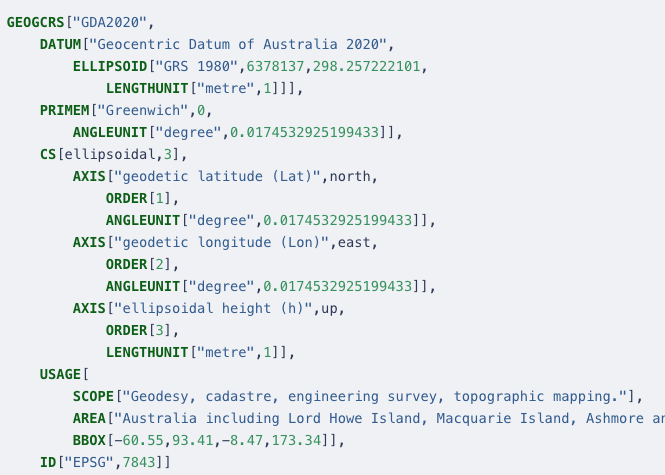 GEOGCRS["GDA2020",
    DATUM["Geocentric Datum of Australia 2020",
        ELLIPSOID["GRS 1980",6378137,298.257222101,
            LENGTHUNIT["metre",1]]],
    PRIMEM["Greenwich",0,
        ANGLEUNIT["degree",0.0174532925199433]],
    CS[ellipsoidal,3],
        AXIS["geodetic latitude (Lat)",north,
            ORDER[1],
            ANGLEUNIT["degree",0.0174532925199433]],
        AXIS["geodetic longitude (Lon)",east,
            ORDER[2],
            ANGLEUNIT["degree",0.0174532925199433]],
        AXIS["ellipsoidal height (h)",up,
            ORDER[3],
            LENGTHUNIT["metre",1]],
    USAGE[
        SCOPE["Geodesy, cadastre, engineering survey, topographic mapping."],
        AREA["Australia including Lord Howe Island, Macquarie Island, Ashmore
        BBOX[-60.55,93.41,-8.47,173.34]],
    ID["EPSG",7843]]